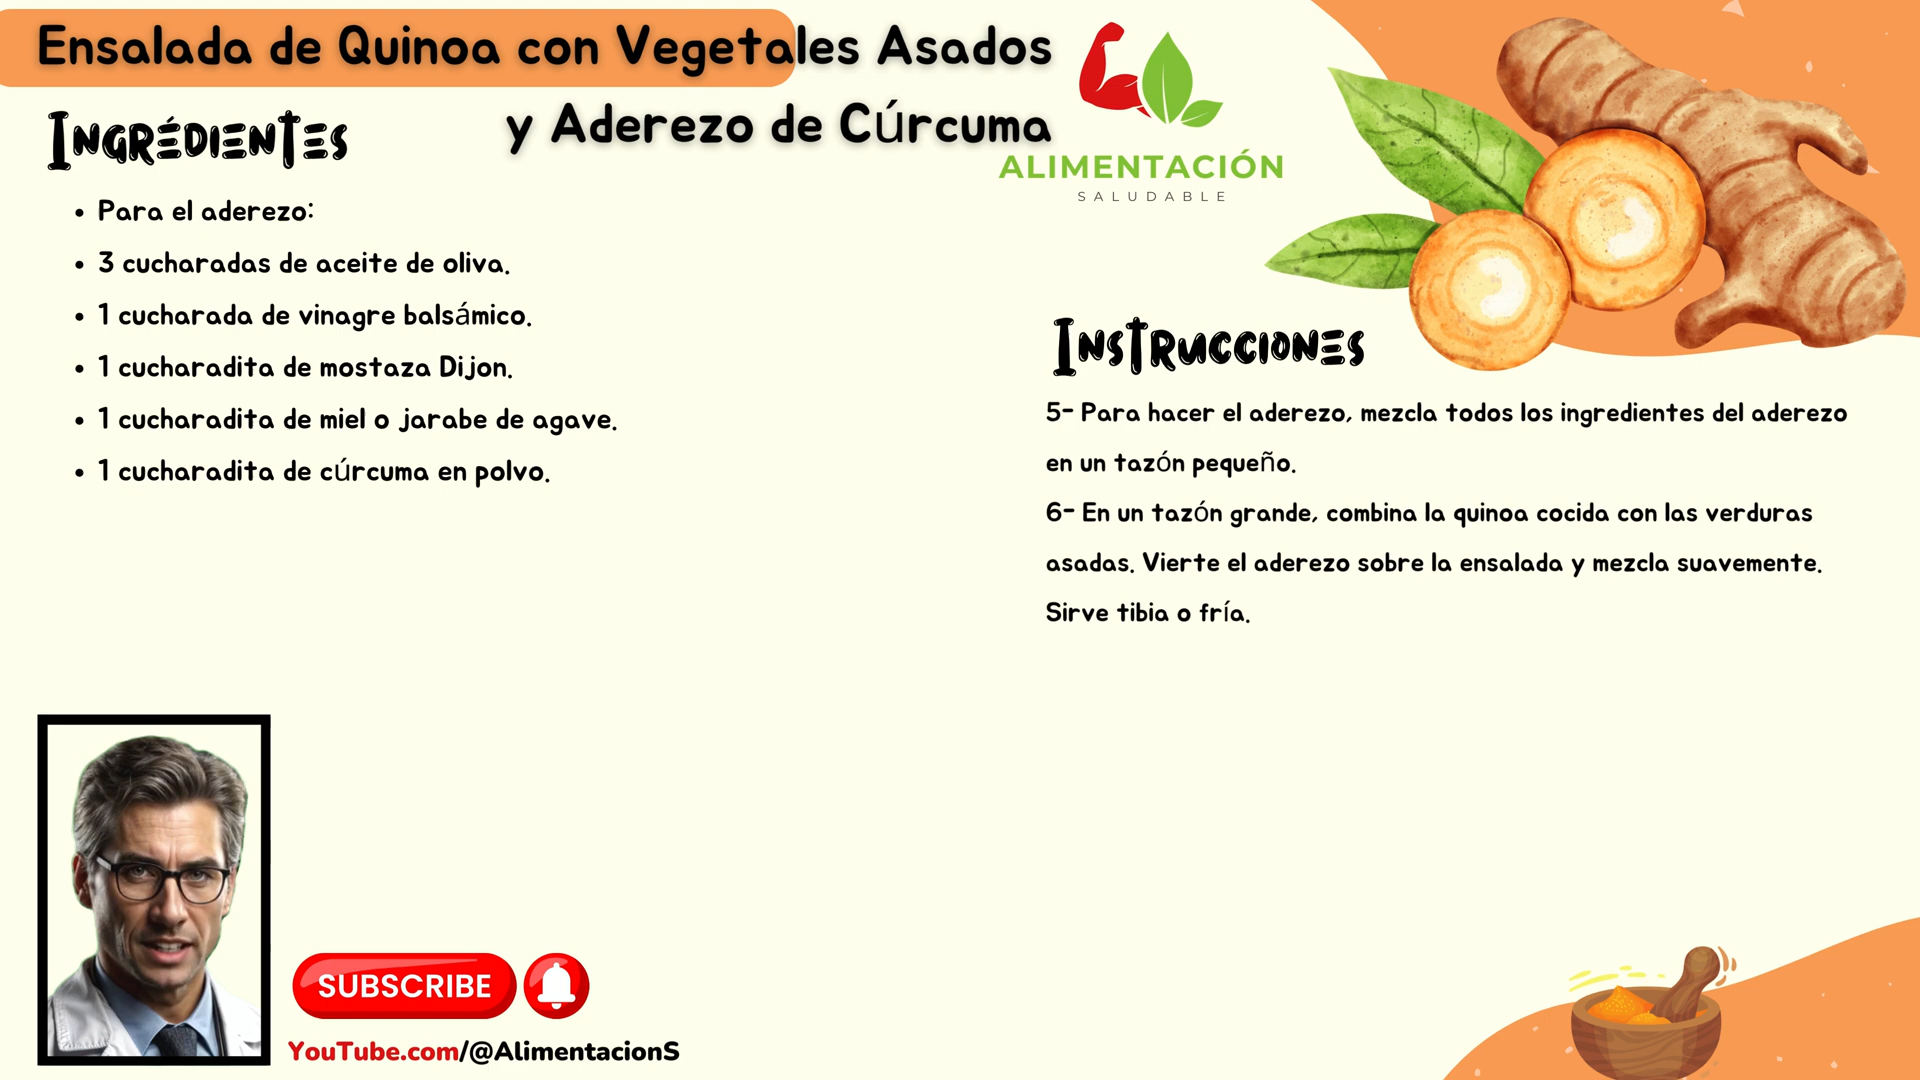 Ensalada de Quinoa con Vegetales Asados
y Aderezo de Cúrcuma
ALIMENTACIÓN
SALUDABLE
INGRÉDIENTES
• Para el aderezo:
• 3 cucharadas de aceite de oliva.
• 1 cucharada de vinagre balsámico.
• 1 cucharadita de mostaza Dijon.
• 1 cucharadita de miel o jarabe de agave.
• 1 cucharadita de cúrcuma en polvo.
INSTRUCCIONES
5- Para hacer el aderezo, mezcla todos los ingredientes del aderezo
en un tazón pequeño.
6- En un tazón grande, combina la quinoa cocida con las verduras
asadas. Vierte el aderezo sobre la ensalada y mezcla suavemente.
Sirve tibia o fría.
SUBSCRIBE
YouTube.com/@AlimentacionS